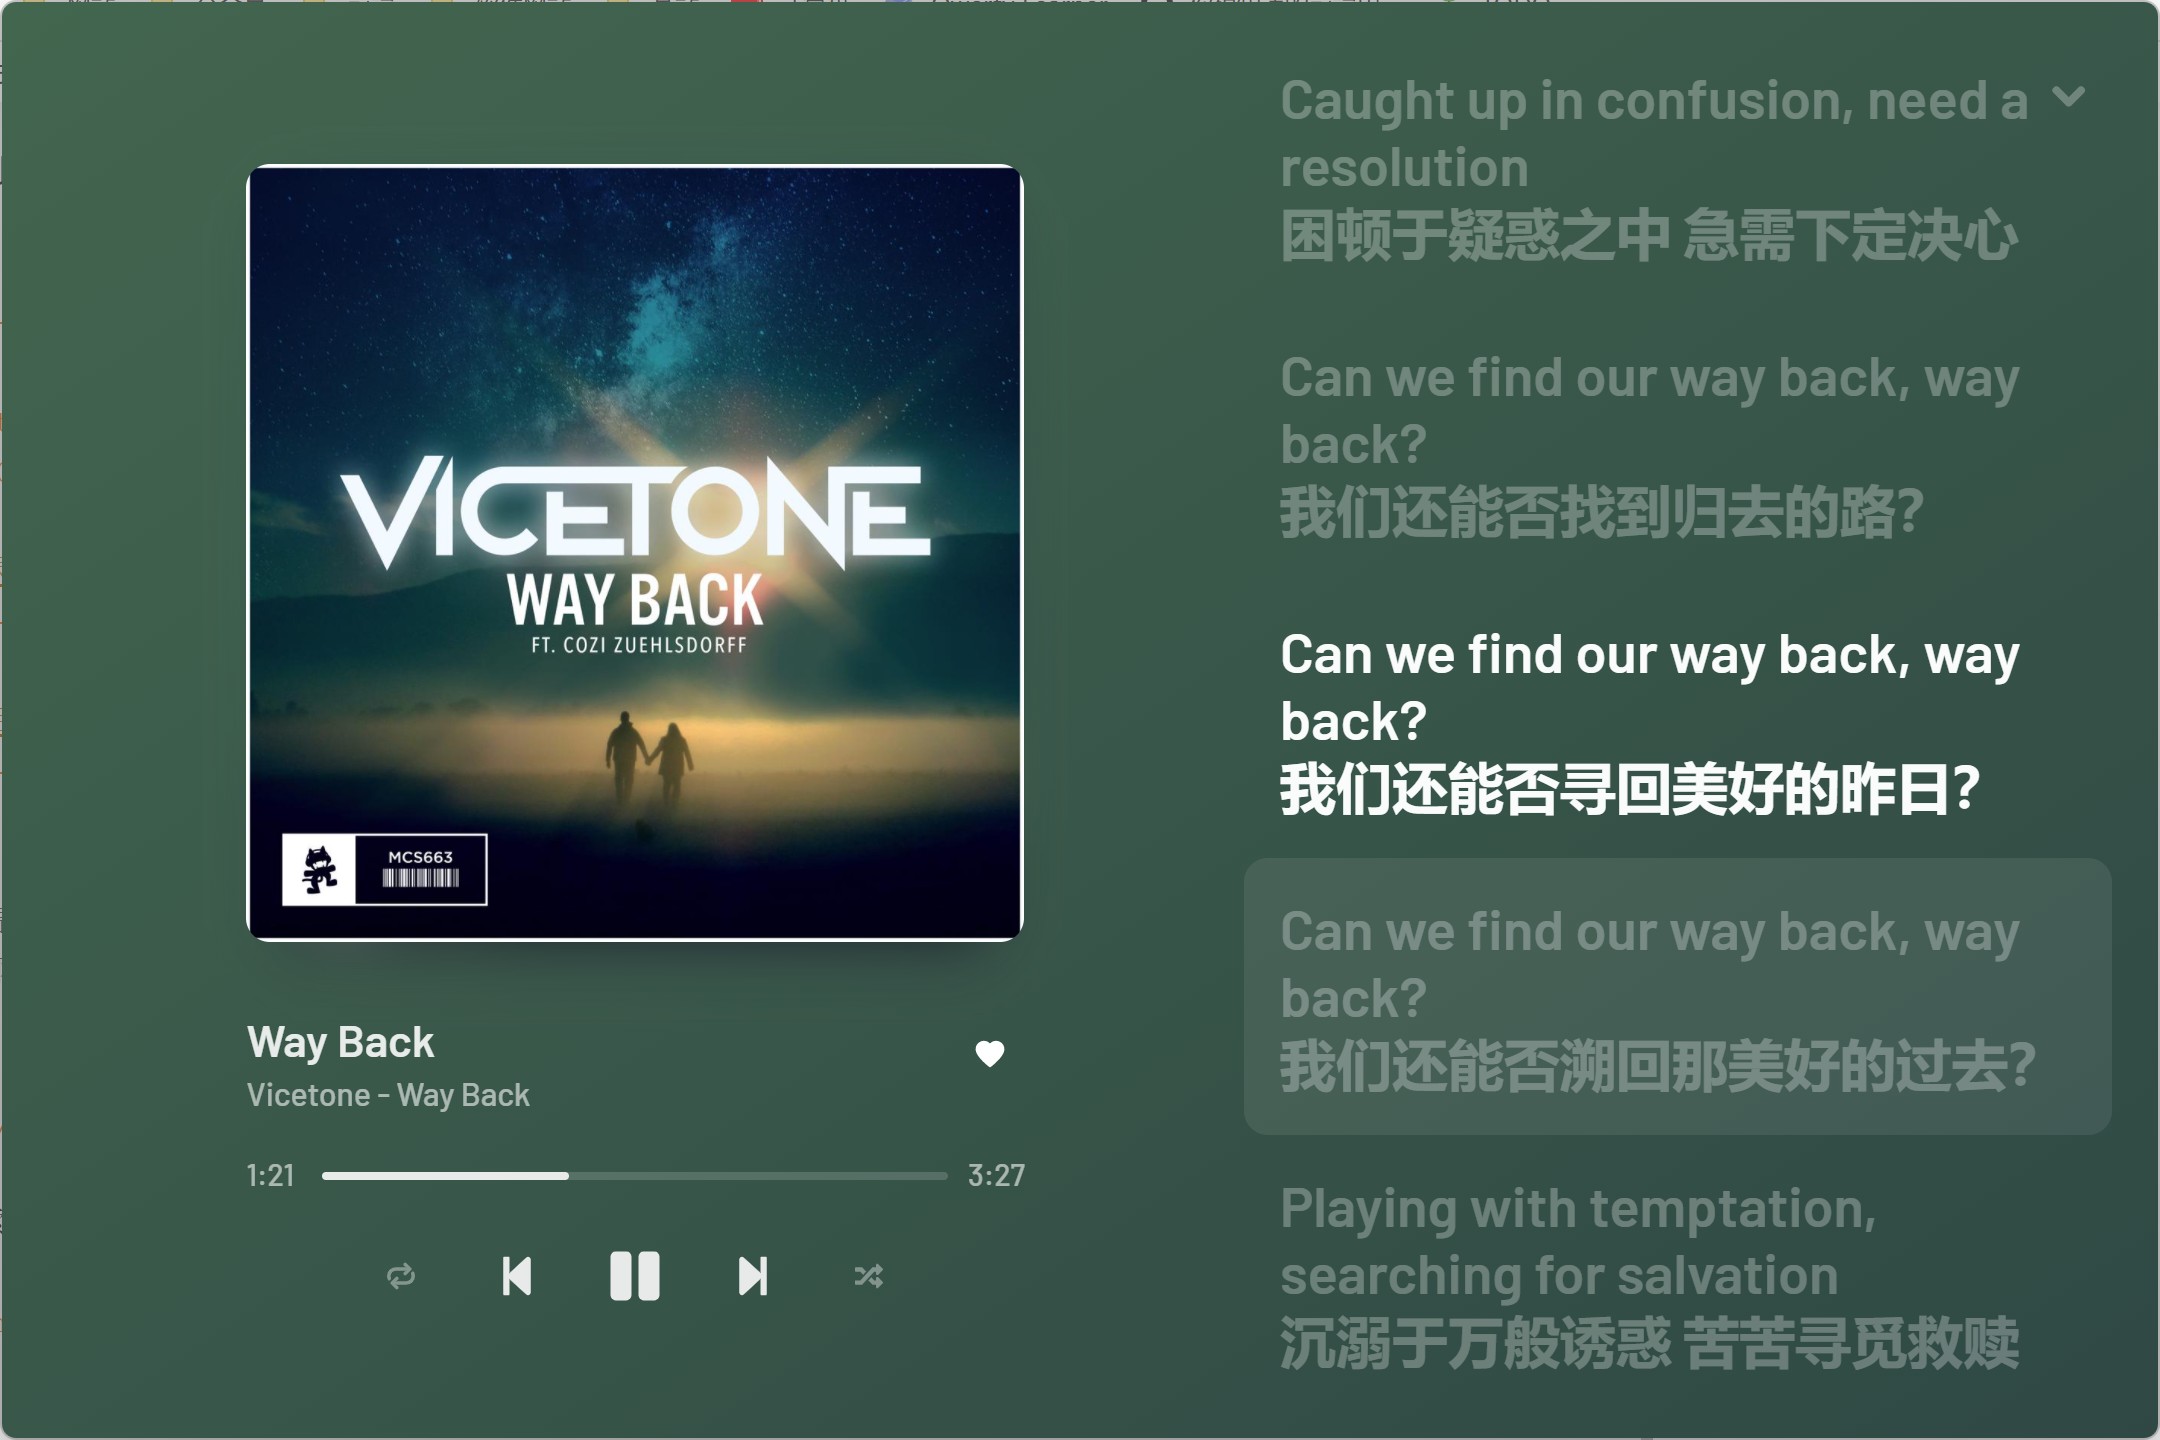 VICETONE
WAY BACK
FT. COZI ZUEHLSDORFF
MCS663
Way Back
Vicetone - Way Back
1:21
3:27
Caught up in confusion, need a
resolution
困顿于疑惑之中 急需下定决心
Can we find our way back, way
back?
我们还能否找到归去的路?
Can we find our way back, way
back?
我们还能否寻回美好的昨日?
Can we find our way back, way
back?
我们还能否溯回那美好的过去?
Playing with temptation,
searching for salvation
沉溺于万般诱惑 苦苦寻觅救赎